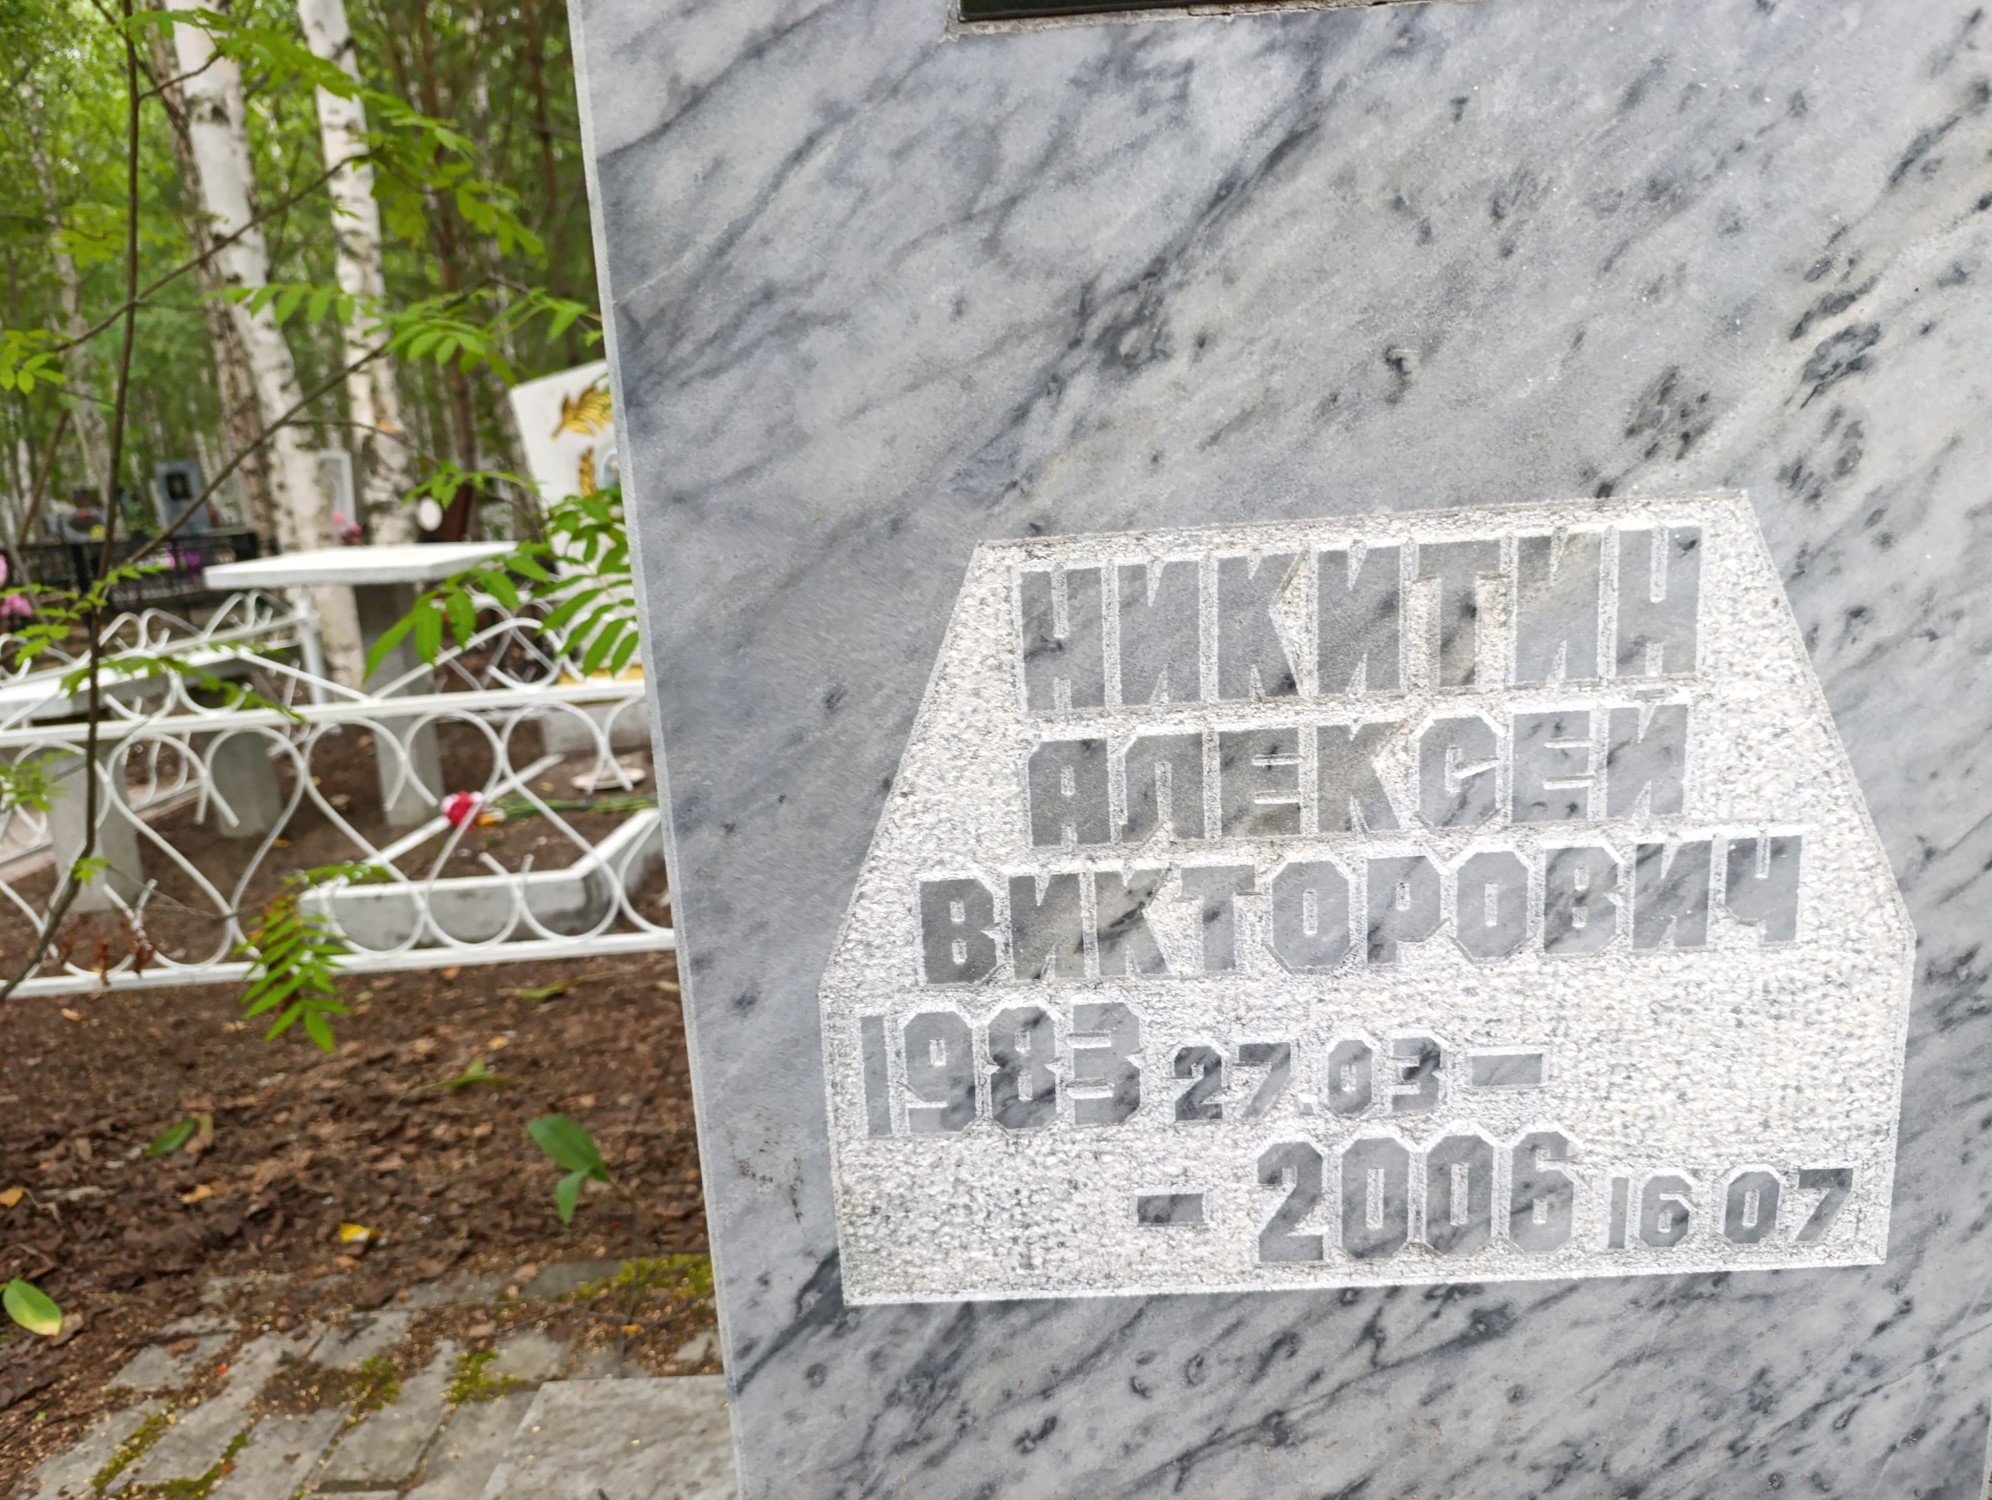 НИКИТИН
АЛЕКСЕЙ
ВИКТОРОВИЧ
1983 27.03 –
– 2006 16 07